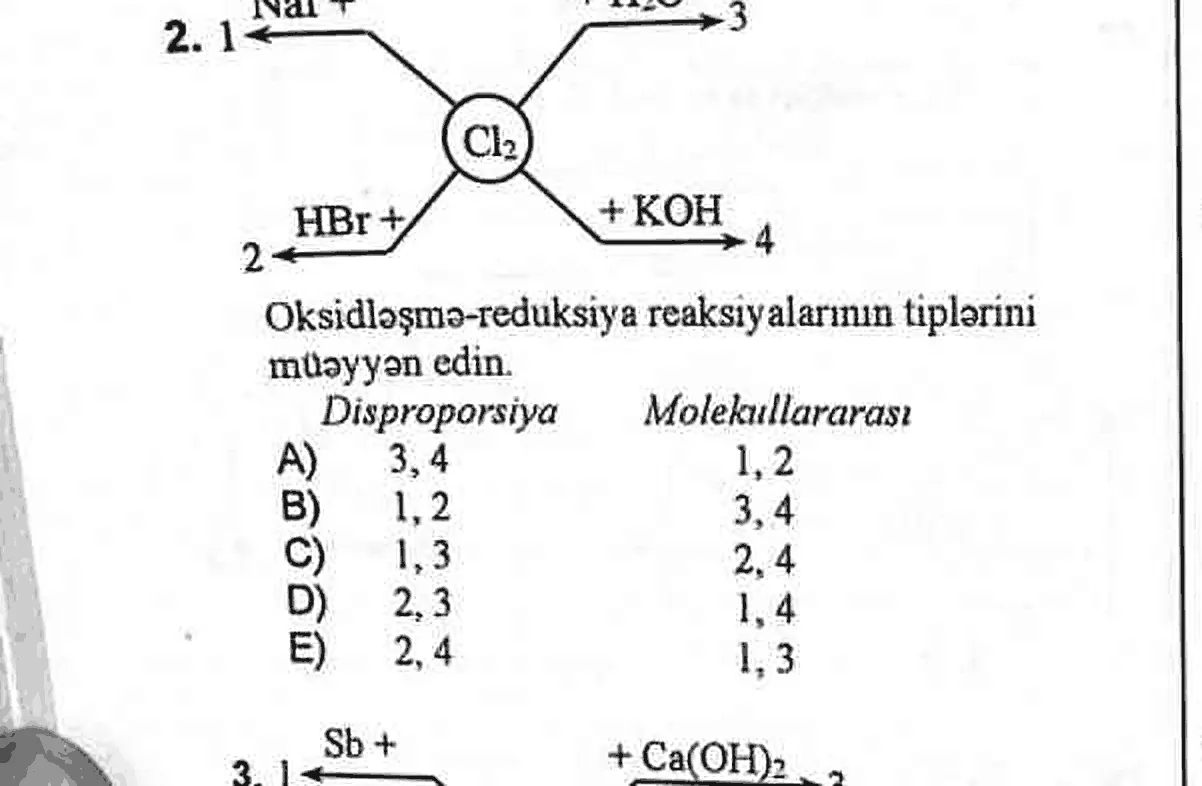 NaI +
+ H₂O
2. 1
3
Cl₂
HBr +
+ KOH
2
4
Oksidləşmə-reduksiya reaksiyalarının tiplərini
müəyyən edin.
Disproporsiya Molekullararası
A) 3, 4 1, 2
B) 1, 2 3, 4
C) 1, 3 2, 4
D) 2, 3 1, 4
E) 2, 4 1, 3
Sb +
+ Ca(OH)₂
3. 1